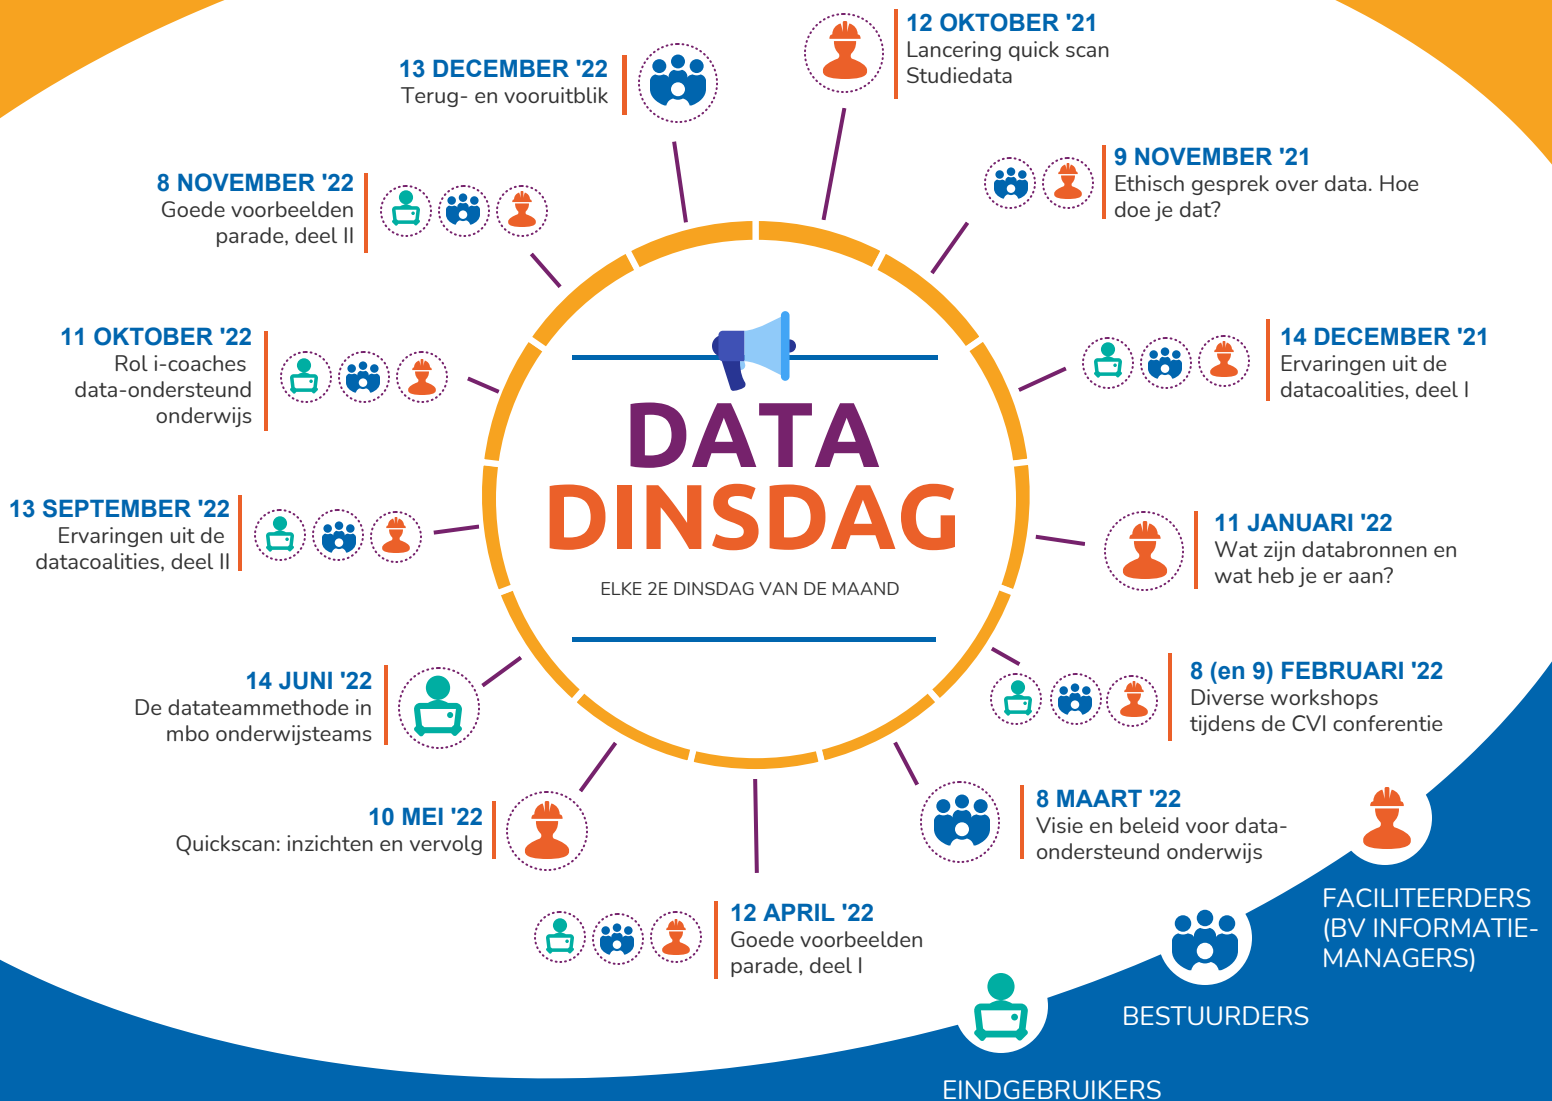 DATA
DINSDAG
ELKE 2E DINSDAG VAN DE MAAND
12 OKTOBER '21
Lancering quick scan
Studiedata
9 NOVEMBER '21
Ethisch gesprek over data. Hoe
doe je dat?
14 DECEMBER '21
Ervaringen uit de
datacoalities, deel I
11 JANUARI '22
Wat zijn databronnen en
wat heb je er aan?
8 (en 9) FEBRUARI '22
Diverse workshops
tijdens de CVI conferentie
8 MAART '22
Visie en beleid voor data-
ondersteund onderwijs
12 APRIL '22
Goede voorbeelden
parade, deel I
10 MEI '22
Quickscan: inzichten en vervolg
14 JUNI '22
De datateammethode in
mbo onderwijsteams
13 SEPTEMBER '22
Ervaringen uit de
datacoalities, deel II
11 OKTOBER '22
Rol i-coaches
data-ondersteund
onderwijs
8 NOVEMBER '22
Goede voorbeelden
parade, deel II
13 DECEMBER '22
Terug- en vooruitblik
FACILITEERDERS
(BV INFORMATIE-
MANAGERS)
BESTUURDERS
EINDGEBRUIKERS